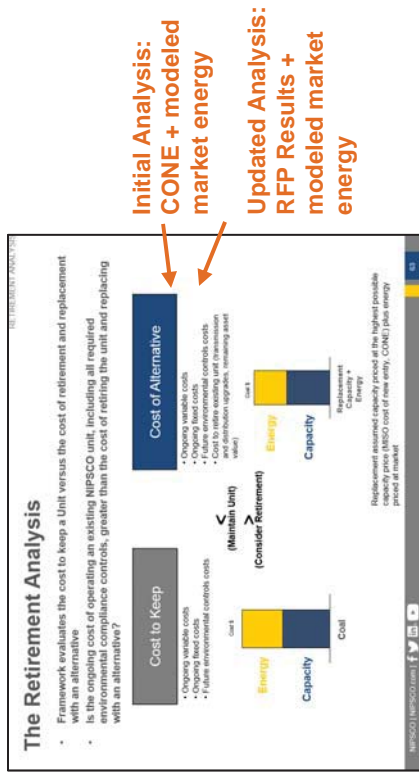 RETIREMENT ANALYSIS
The Retirement Analysis
• Framework evaluates the cost to keep a Unit versus the cost of retirement and replacement
with an alternative
• Is the ongoing cost of operating an existing NIPSCO unit, including all required
environmental compliance controls, greater than the cost of retiring the unit and replacing
with an alternative?
Cost to Keep
• Ongoing variable costs
• Ongoing fixed costs
• Future environmental controls costs
<
(Maintain Unit)
>
(Consider Retirement)
Cost $
Energy
Capacity
Coal
Cost of Alternative
• Ongoing variable costs
• Ongoing fixed costs
• Future environmental controls costs
• Cost to retire existing unit (transmission
and distribution upgrades, remaining asset
value)
Cost $
Energy
Capacity
Replacement
Capacity +
Energy
Replacement assumed capacity priced at the highest possible
capacity price (MISO cost of new entry, CONE) plus energy
priced at market
NIPSCO | NIPSCO.com |
63
Initial Analysis:
CONE + modeled
market energy
Updated Analysis:
RFP Results +
modeled market
energy